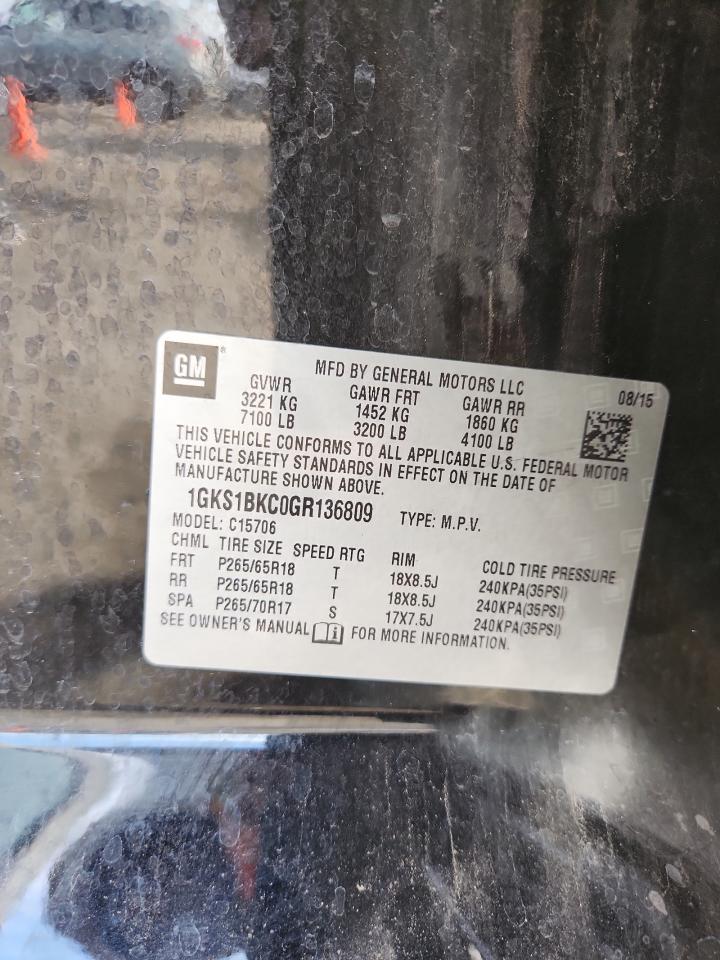 GM ®
MFD BY GENERAL MOTORS LLC
08/15
GVWR GAWR FRT GAWR RR
3221 KG 1452 KG 1860 KG
7100 LB 3200 LB 4100 LB
THIS VEHICLE CONFORMS TO ALL APPLICABLE U.S. FEDERAL MOTOR
VEHICLE SAFETY STANDARDS IN EFFECT ON THE DATE OF
MANUFACTURE SHOWN ABOVE.
1GKS1BKC0GR136809 TYPE: M.P.V.
MODEL: C15706
CHML TIRE SIZE SPEED RTG RIM COLD TIRE PRESSURE
FRT P265/65R18 T 18X8.5J 240KPA(35PSI)
RR P265/65R18 T 18X8.5J 240KPA(35PSI)
SPA P265/70R17 S 17X7.5J 240KPA(35PSI)
SEE OWNER'S MANUAL i FOR MORE INFORMATION.